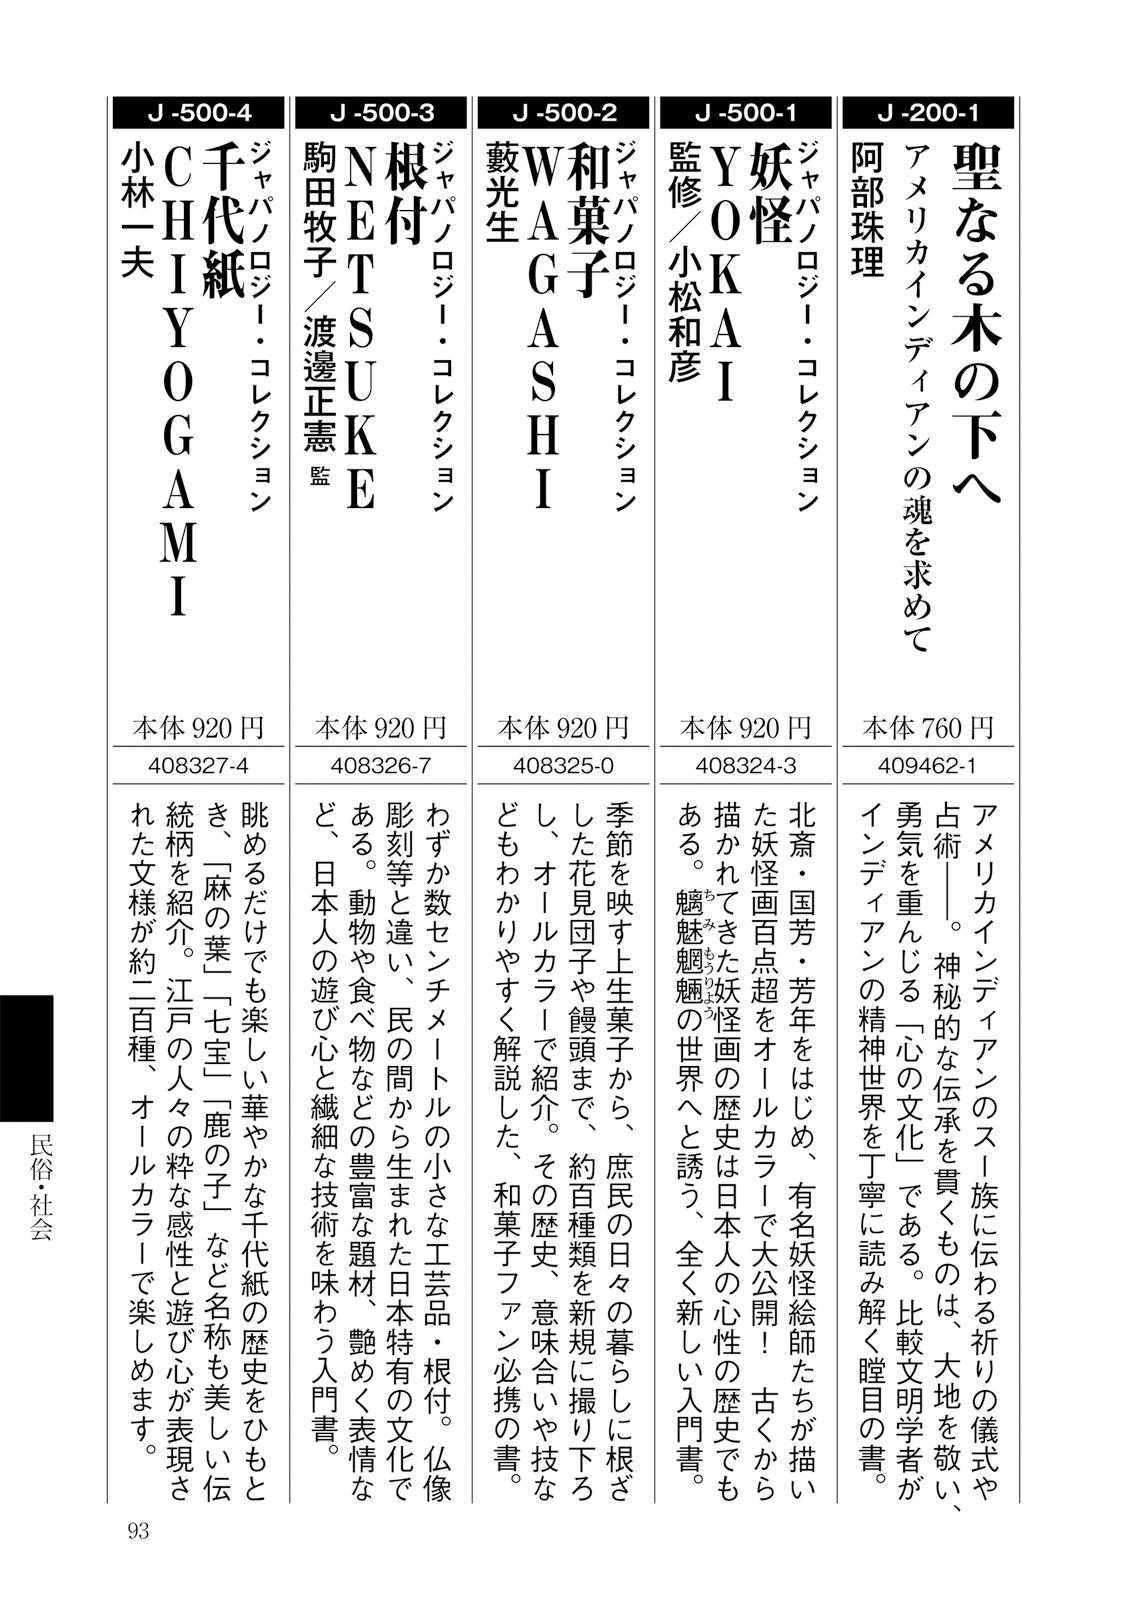 J-200-1
聖なる木の下へ
アメリカインディアンの魂を求めて
阿部珠理
本体760円
409462-1
アメリカインディアンのスー族に伝わる祈りの儀式や
占術――。神秘的な伝承を貫くものは、大地を敬い、
勇気を重んじる「心の文化」である。比較文明学者が
インディアンの精神世界を丁寧に読み解く瞠目の書。
J-500-1
ジャパノロジー・コレクション
妖怪
YOKAI
監修／小松和彦
本体920円
408324-3
北斎・国芳・芳年をはじめ、有名妖怪絵師たちが描い
た妖怪画百点超をオールカラーで大公開！　古くから
描かれてきた妖怪画の歴史は日本人の心性の歴史でも
ある。魑魅魍魎の世界へと誘う、全く新しい入門書。
ちみもうりょう
J-500-2
ジャパノロジー・コレクション
和菓子
WAGASHI
藪光生
本体920円
408325-0
季節を映す上生菓子から、庶民の日々の暮らしに根ざ
した花見団子や饅頭まで、約百種類を新規に撮り下ろ
し、オールカラーで紹介。その歴史、意味合いや技な
どもわかりやすく解説した、和菓子ファン必携の書。
J-500-3
ジャパノロジー・コレクション
根付
NETSUKE
駒田牧子／渡邊正憲 監
本体920円
408326-7
わずか数センチメートルの小さな工芸品・根付。仏像
彫刻等と違い、民の間から生まれた日本特有の文化で
ある。動物や食べ物などの豊富な題材、艶めく表情な
ど、日本人の遊び心と繊細な技術を味わう入門書。
J-500-4
ジャパノロジー・コレクション
千代紙
CHIYOGAMI
小林一夫
本体920円
408327-4
眺めるだけでも楽しい華やかな千代紙の歴史をひもと
き、「麻の葉」「七宝」「鹿の子」など名称も美しい伝
統柄を紹介。江戸の人々の粋な感性と遊び心が表現さ
れた文様が約二百種、オールカラーで楽しめます。
民俗・社会
93